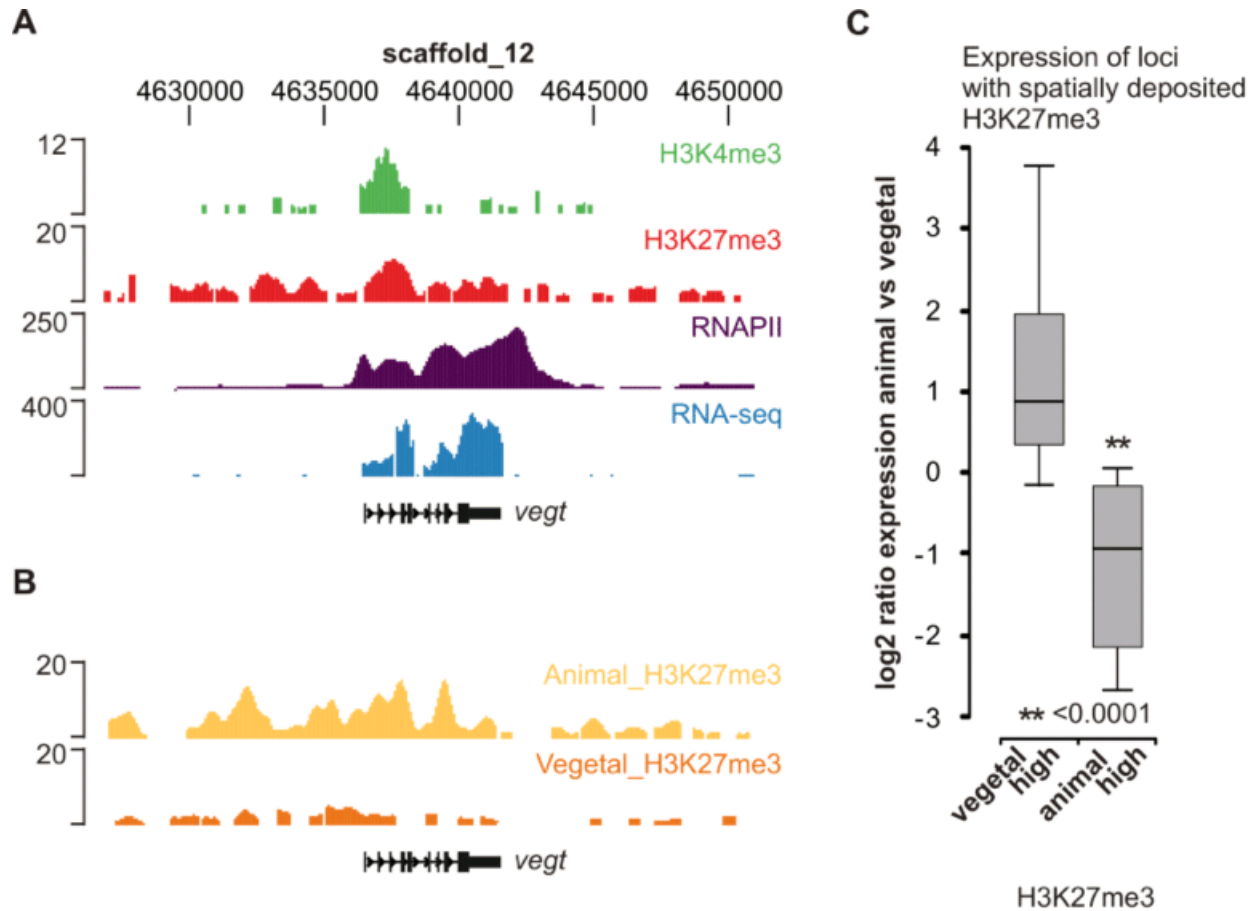 A
scaffold_12
4630000 4635000 4640000 4645000 4650000
12
H3K4me3
20
H3K27me3
250
RNAPII
400
RNA-seq
vegt
B
20
Animal_H3K27me3
20
Vegetal_H3K27me3
vegt
C
Expression of loci
with spatially deposited
H3K27me3
log2 ratio expression animal vs vegetal
4
3
2
1
0
-1
-2
-3
**
** <0.0001
vegetal
high
animal
high
H3K27me3